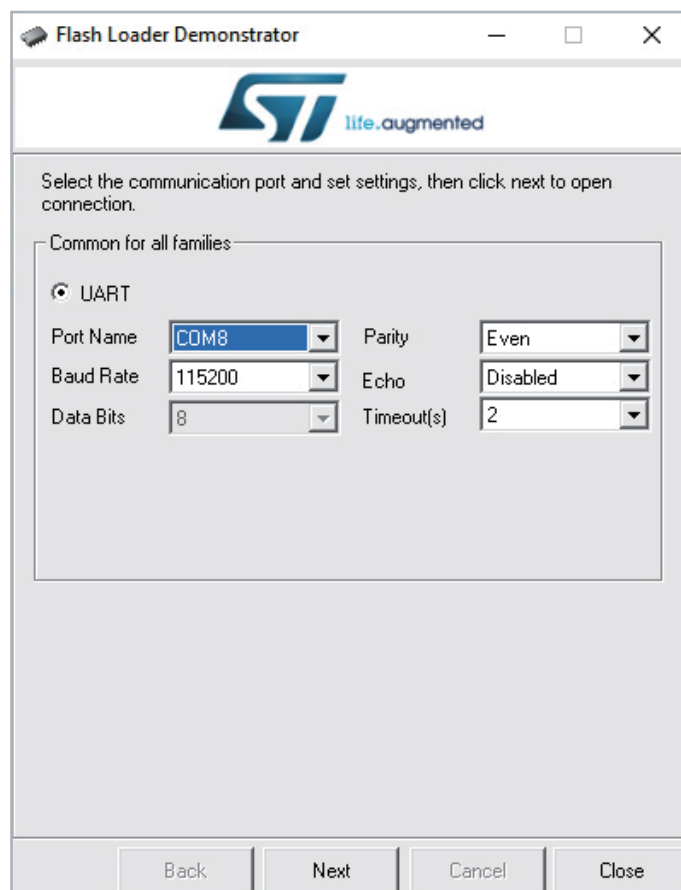 Flash Loader Demonstrator
ST life.augmented
Select the communication port and set settings, then click next to open
connection.
Common for all families
UART
Port Name COM8 Parity Even
Baud Rate 115200 Echo Disabled
Data Bits 8 Timeout(s) 2
Back Next Cancel Close